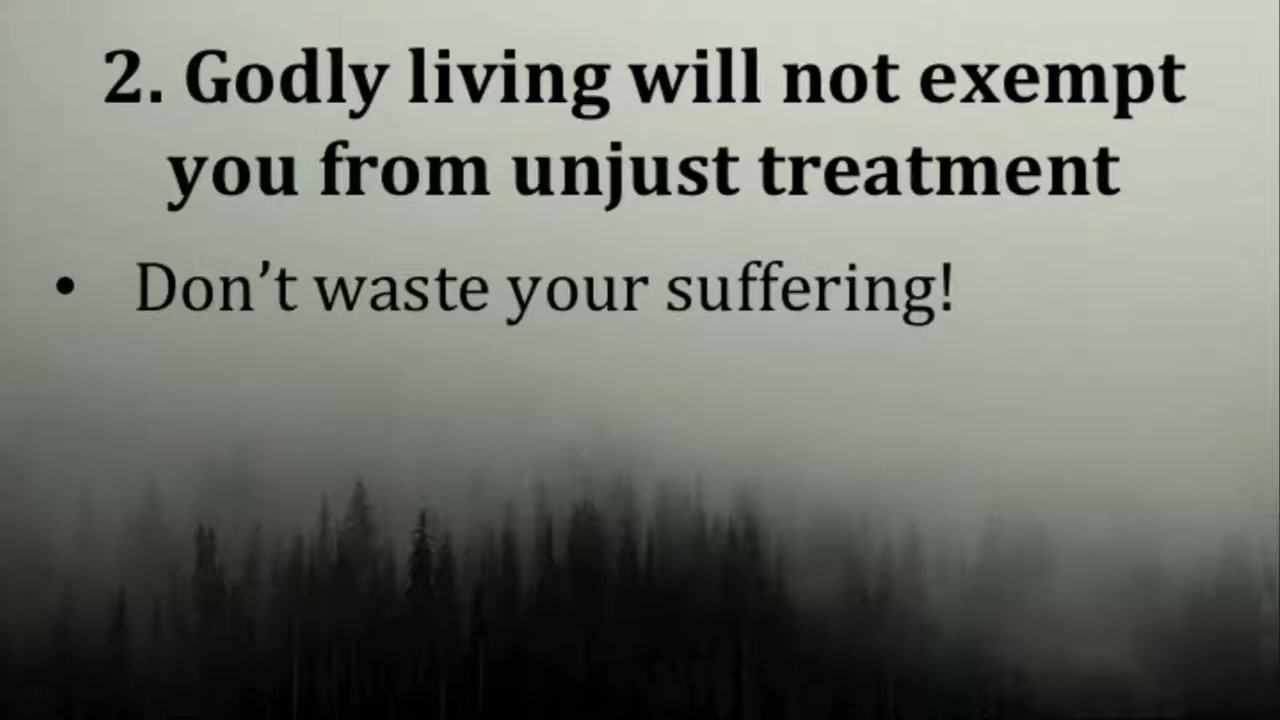 2. Godly living will not exempt
you from unjust treatment
• Don’t waste your suffering!